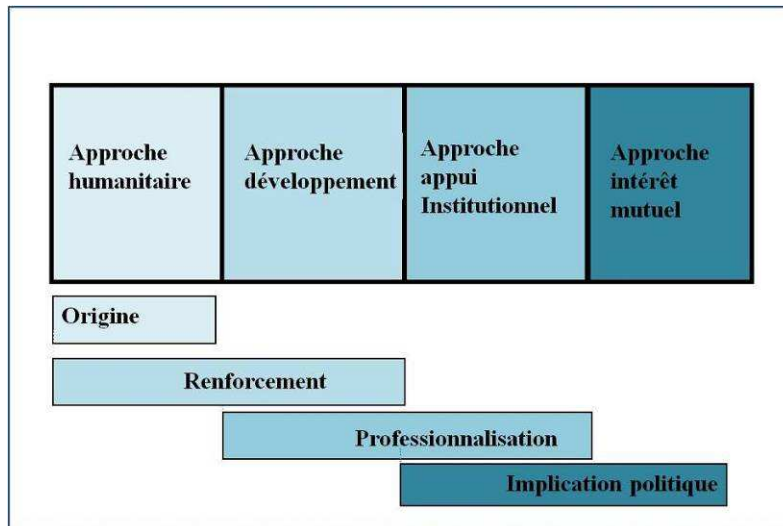 Approche
humanitaire
Approche
développement
Approche
appui
Institutionnel
Approche
intérêt
mutuel
Origine
Renforcement
Professionnalisation
Implication politique